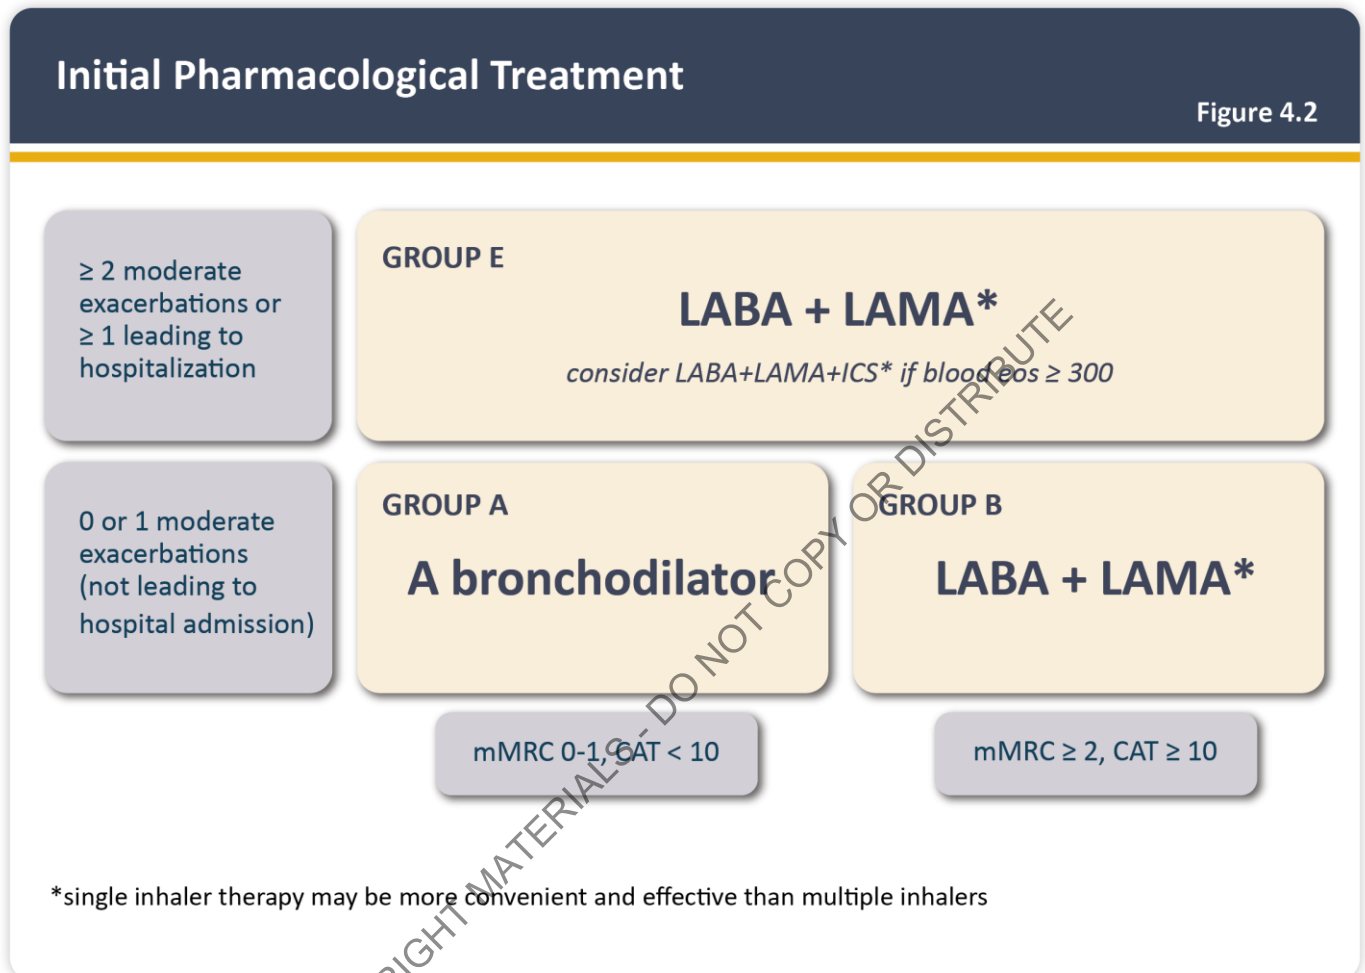 Initial Pharmacological Treatment
Figure 4.2
≥ 2 moderate
exacerbations or
≥ 1 leading to
hospitalization
GROUP E
LABA + LAMA*
consider LABA+LAMA+ICS* if blood eos ≥ 300
0 or 1 moderate
exacerbations
(not leading to
hospital admission)
GROUP A
A bronchodilator
GROUP B
LABA + LAMA*
mMRC 0-1, CAT < 10
mMRC ≥ 2, CAT ≥ 10
*single inhaler therapy may be more convenient and effective than multiple inhalers
RIGHT MATERIALS - DO NOT COPY OR DISTRIBUTE